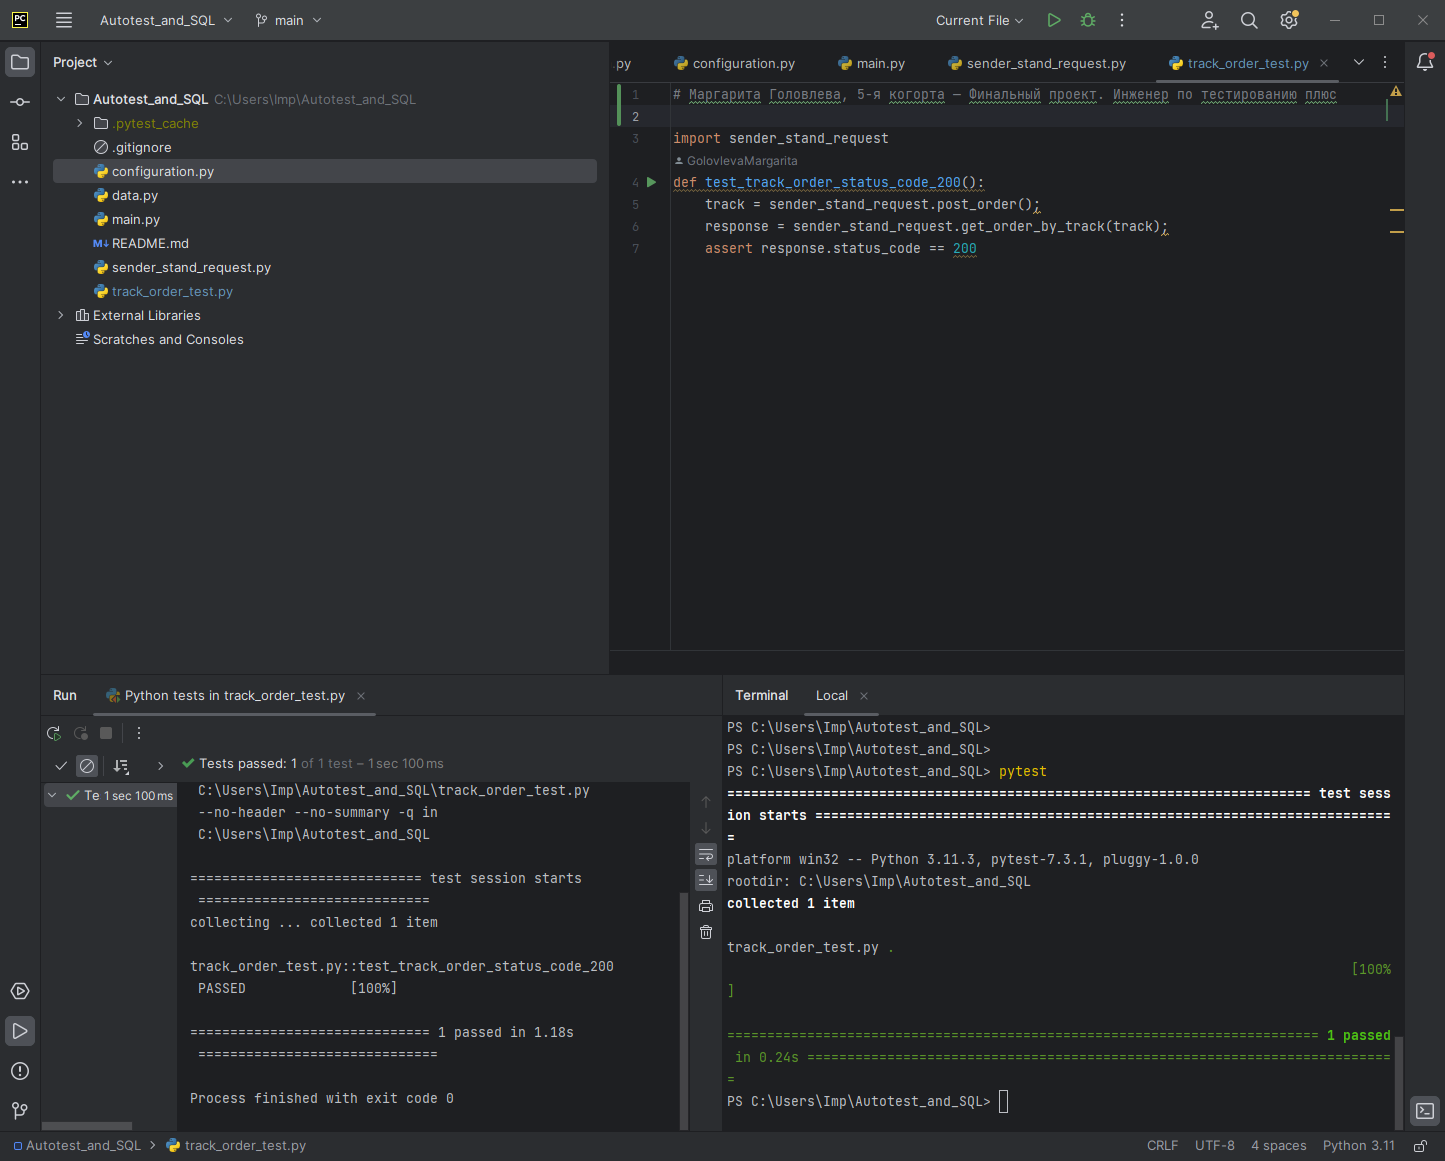 PC Autotest_and_SQL main Current File
Project
.py configuration.py main.py sender_stand_request.py track_order_test.py
Autotest_and_SQL C:\Users\Imp\Autotest_and_SQL
.pytest_cache
.gitignore
configuration.py
data.py
main.py
M↓ README.md
sender_stand_request.py
track_order_test.py
External Libraries
Scratches and Consoles
1 # Маргарита Головлева, 5-я когорта — Финальный проект. Инженер по тестированию плюс
2
3 import sender_stand_request
GolovlevaMargarita
4 def test_track_order_status_code_200():
5 track = sender_stand_request.post_order();
6 response = sender_stand_request.get_order_by_track(track);
7 assert response.status_code == 200
Run Python tests in track_order_test.py
Tests passed: 1 of 1 test – 1 sec 100 ms
Te 1 sec 100 ms
C:\Users\Imp\Autotest_and_SQL\track_order_test.py
--no-header --no-summary -q in
C:\Users\Imp\Autotest_and_SQL
============================= test session starts
=============================
collecting ... collected 1 item
track_order_test.py::test_track_order_status_code_200
PASSED [100%]
============================== 1 passed in 1.18s
==============================
Process finished with exit code 0
Terminal Local
PS C:\Users\Imp\Autotest_and_SQL>
PS C:\Users\Imp\Autotest_and_SQL>
PS C:\Users\Imp\Autotest_and_SQL> pytest
========================================================================= test sess
ion starts ========================================================================
=
platform win32 -- Python 3.11.3, pytest-7.3.1, pluggy-1.0.0
rootdir: C:\Users\Imp\Autotest_and_SQL
collected 1 item
track_order_test.py .
[100%
]
========================================================================== 1 passed
in 0.24s =========================================================================
=
PS C:\Users\Imp\Autotest_and_SQL>
Autotest_and_SQL > track_order_test.py CRLF UTF-8 4 spaces Python 3.11